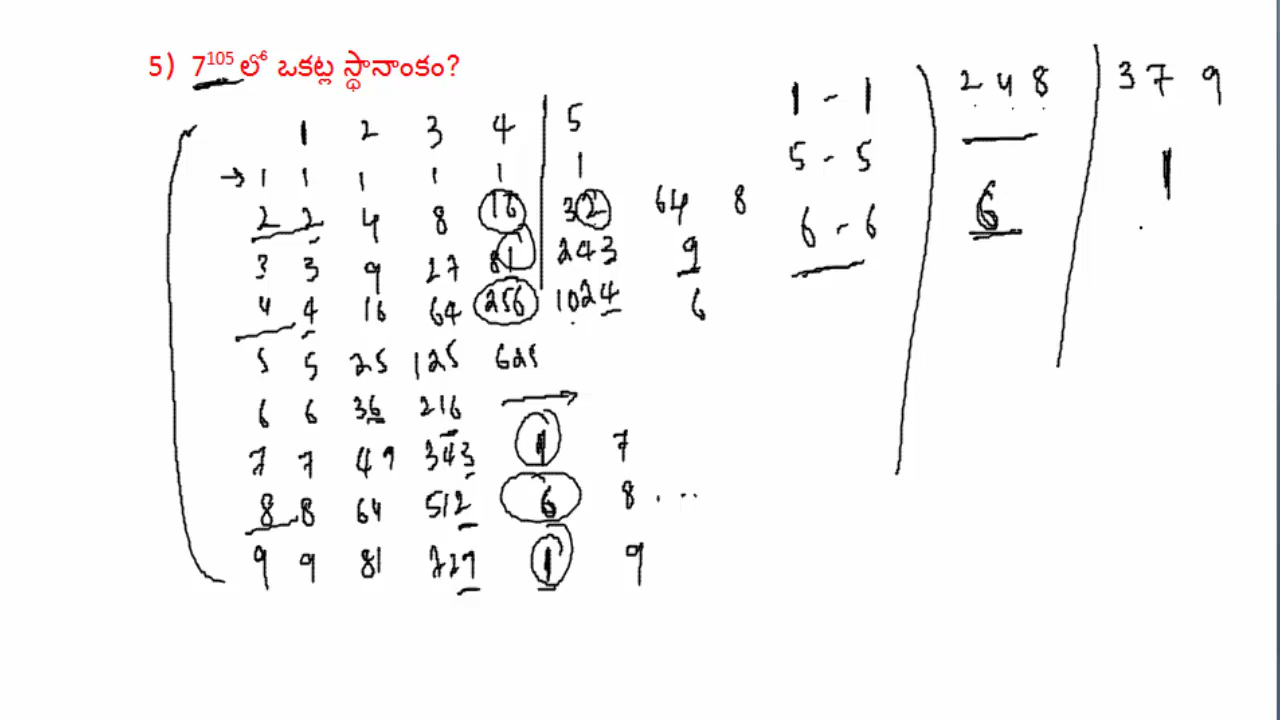 5) 7¹⁰⁵ లో ఒకట్ల స్థానాంకం?
1 2 3 4 5
→ 1 1 1 1 1 1
2 2 4 8 16 32 64 8
3 3 9 27 81 243 9
4 4 16 64 256 1024 6
5 5 25 125 625
6 6 36 216
7 7 49 343 1 7
8 8 64 512 6 8 ...
9 9 81 729 1 9
1 - 1
5 - 5
6 - 6
2 4 8
6
3 7 9
1